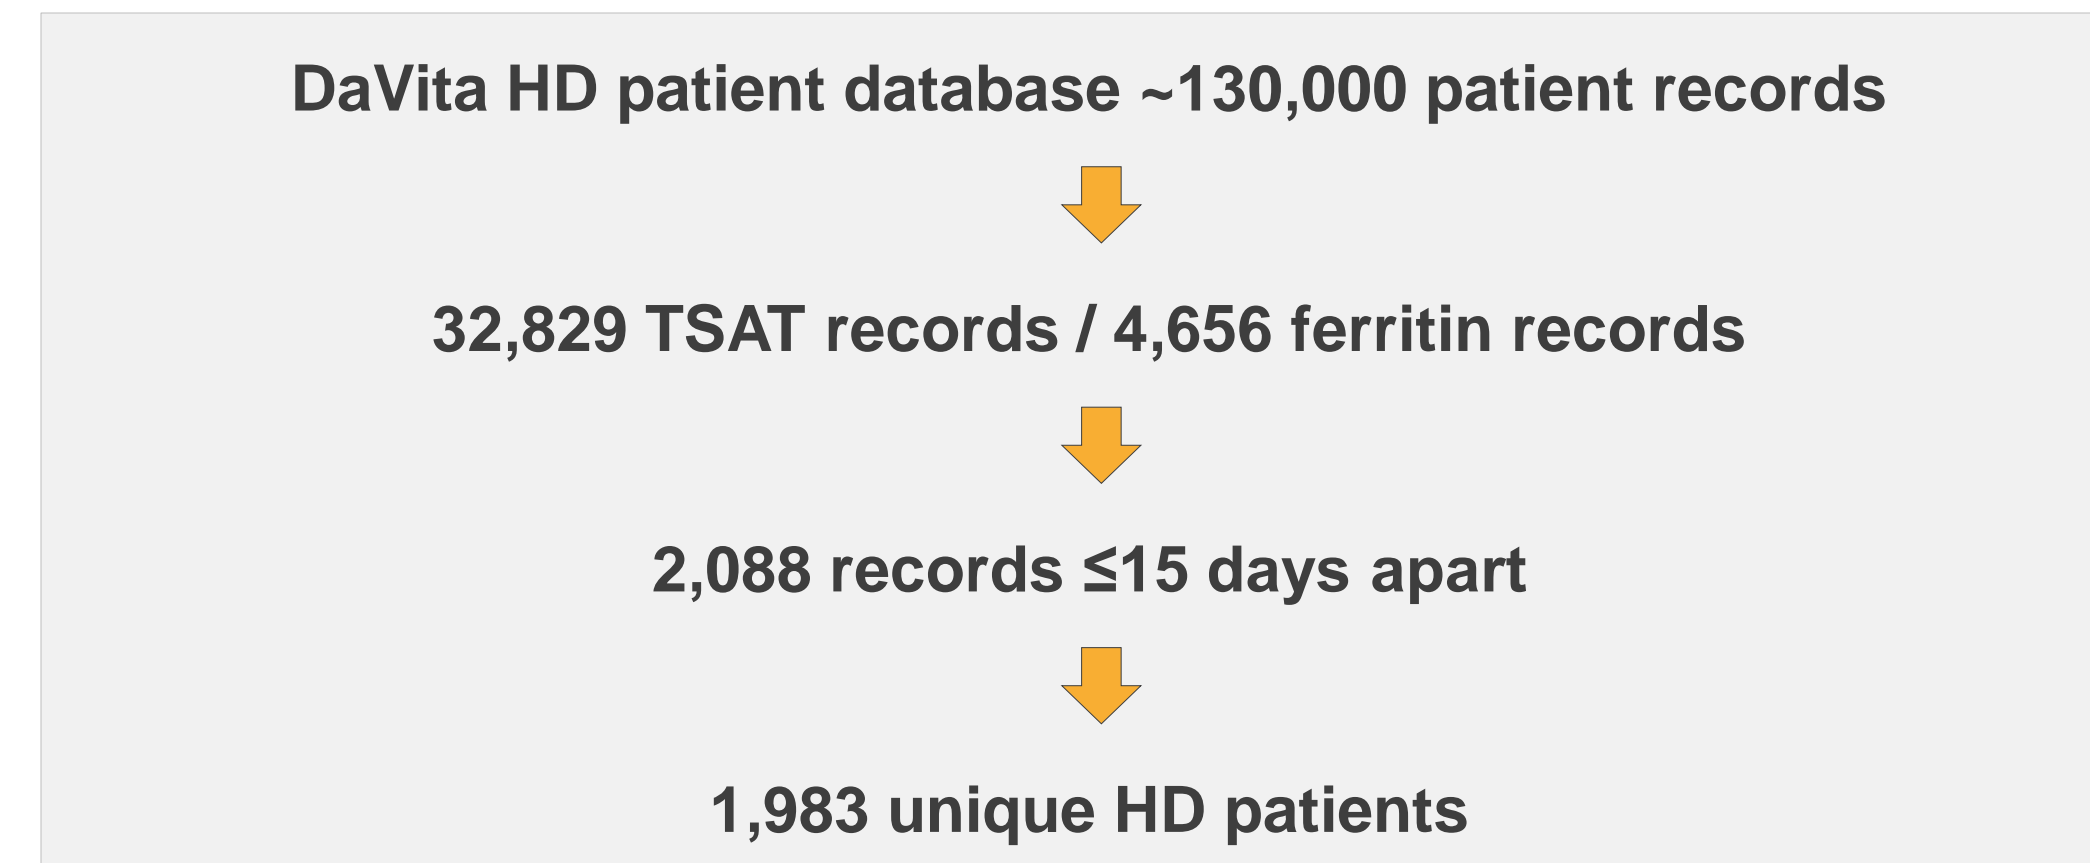 DaVita HD patient database ~130,000 patient records
32,829 TSAT records / 4,656 ferritin records
2,088 records ≤15 days apart
1,983 unique HD patients